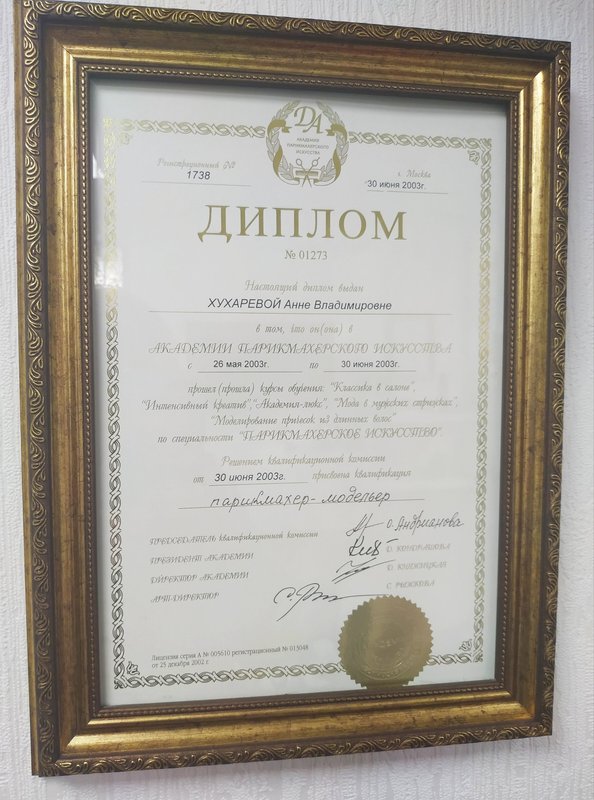 ДА
АКАДЕМИЯ
ПАРИКМАХЕРСКОГО
ИСКУССТВА
Регистрационный №
1738
г. Москва
30 июня 2003г.
ДИПЛОМ
№ 01273
Настоящий диплом выдан
ХУХАРЕВОЙ Анне Владимировне
в том, что он(она) в
АКАДЕМИИ ПАРИКМАХЕРСКОГО ИСКУССТВА
с 26 мая 2003г. по 30 июня 2003г.
прошел (прошла) курсы обучения: "Классика в салоне",
"Интенсивный креатив", "Академия-люкс", "Мода в мужских стрижках",
"Моделирование причесок из длинных волос"
по специальности "ПАРИКМАХЕРСКОЕ ИСКУССТВО".
Решением квалификационной комиссии
от 30 июня 2003г. присвоена квалификация
парикмахер-модельер
ПРЕДСЕДАТЕЛЬ квалификационной комиссии О. Андрианова
ПРЕЗИДЕНТ АКАДЕМИИ
ДИРЕКТОР АКАДЕМИИ
АРТ-ДИРЕКТОР С. РЫЖКОВА
Лицензия серия А № 005610 регистрационный № 013048
от 25 декабря 2002 г.